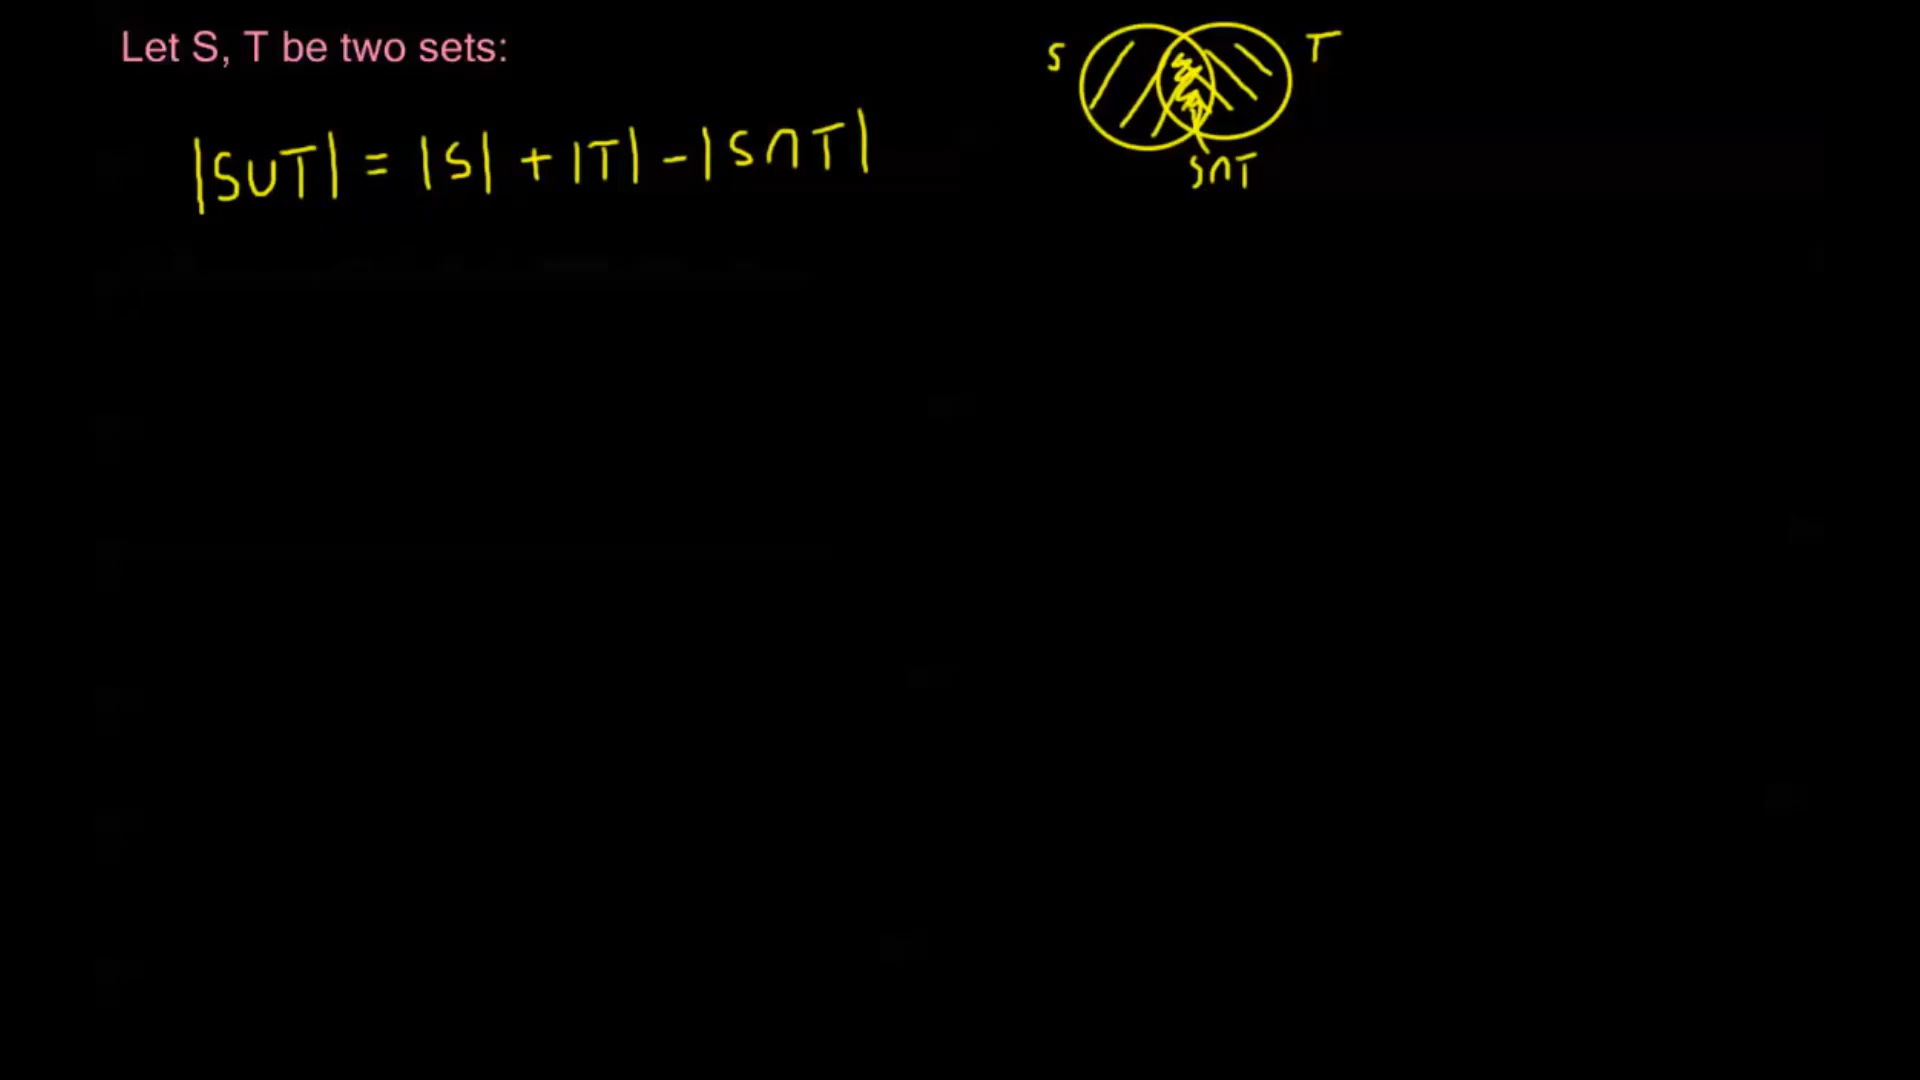 Let S, T be two sets:
|S∪T| = |S| + |T| - |S∩T|
S
T
S∩T